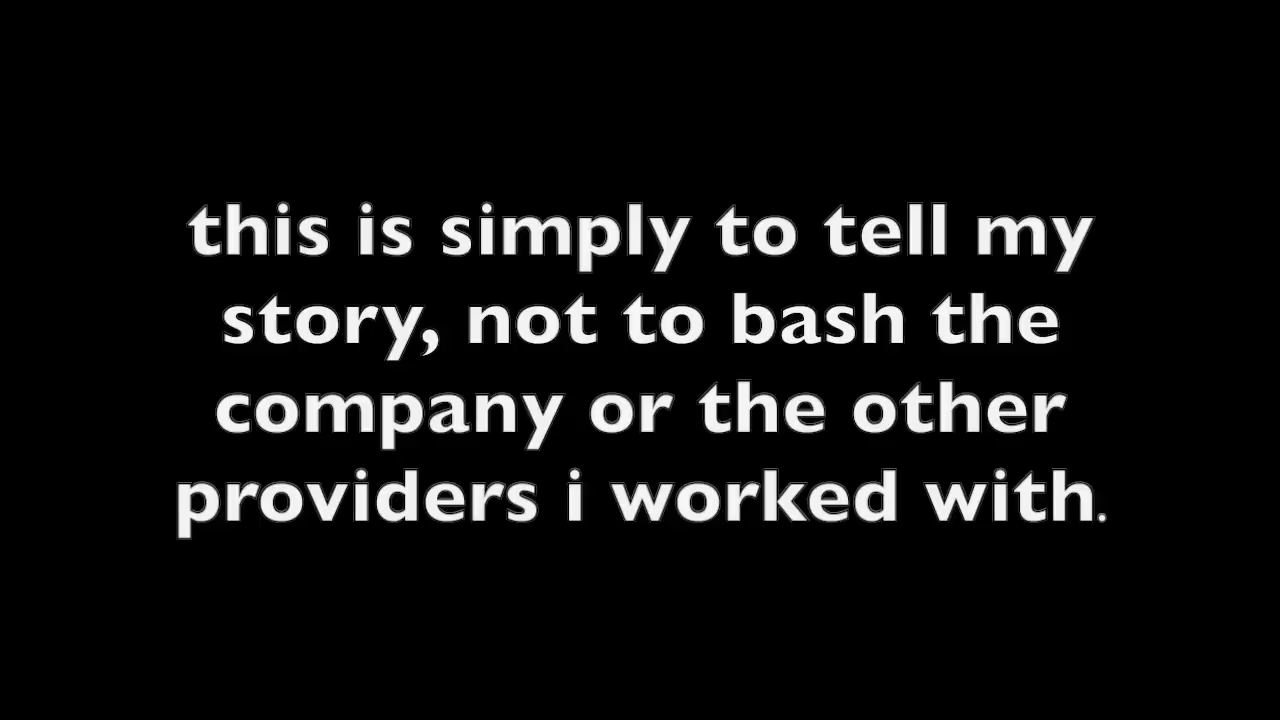 this is simply to tell my
story, not to bash the
company or the other
providers i worked with.